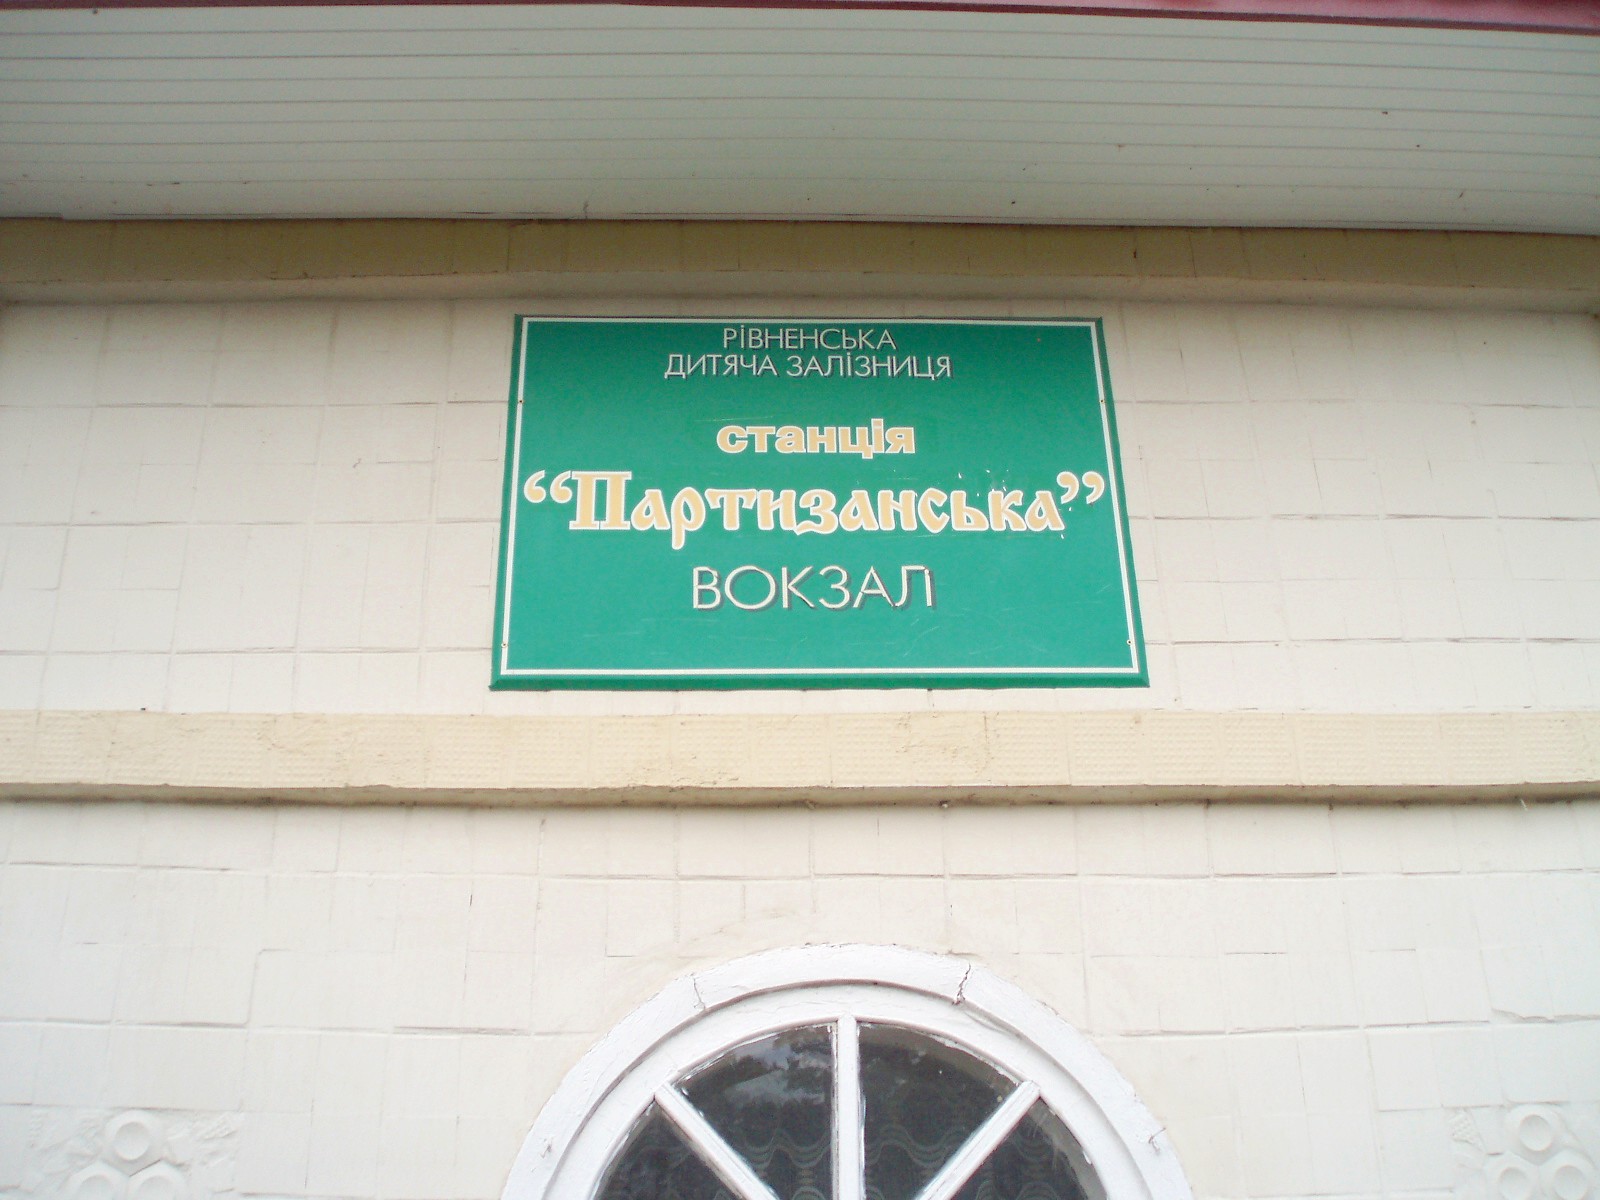 РІВНЕНСЬКА
ДИТЯЧА ЗАЛІЗНИЦЯ
станція
“Партизанська”
ВОКЗАЛ